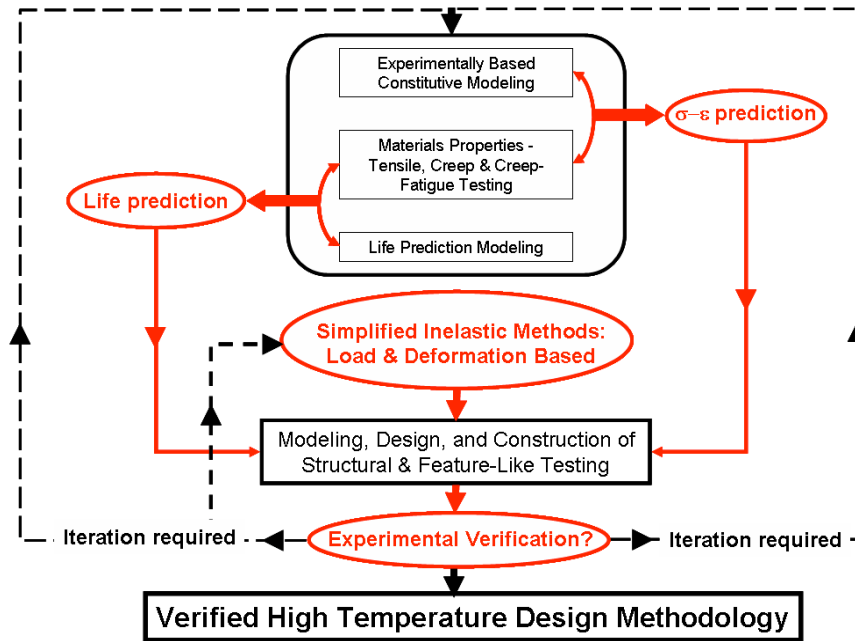 Experimentally Based
Constitutive Modeling
σ–ε prediction
Materials Properties -
Tensile, Creep & Creep-
Fatigue Testing
Life prediction
Life Prediction Modeling
Simplified Inelastic Methods:
Load & Deformation Based
Modeling, Design, and Construction of
Structural & Feature-Like Testing
Iteration required
Experimental Verification?
Iteration required
Verified High Temperature Design Methodology